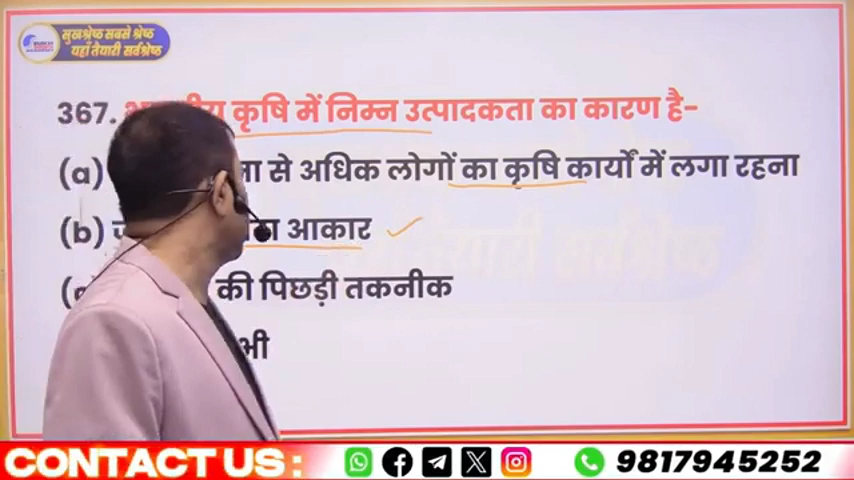 सुखश्रेष्ठ सबसे श्रेष्ठ
यहाँ तैयारी सर्वश्रेष्ठ
367. कृषि में निम्न उत्पादकता का कारण है-
(a) से अधिक लोगों का कृषि कार्यों में लगा रहना
(b) आकार
की पिछड़ी तकनीक
CONTACT US : 9817945252